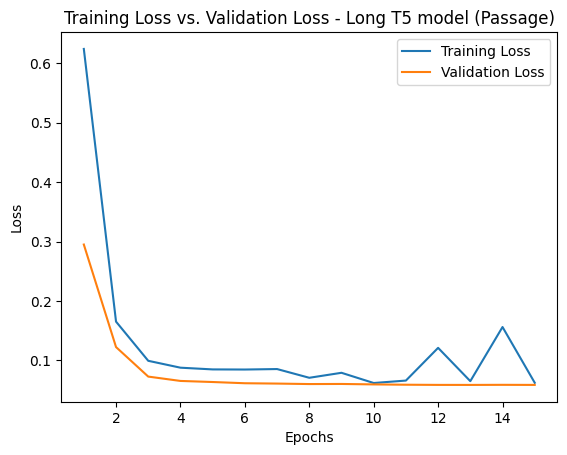 Training Loss vs. Validation Loss - Long T5 model (Passage)
Training Loss
Validation Loss
Loss
0.6
0.5
0.4
0.3
0.2
0.1
2 4 6 8 10 12 14
Epochs